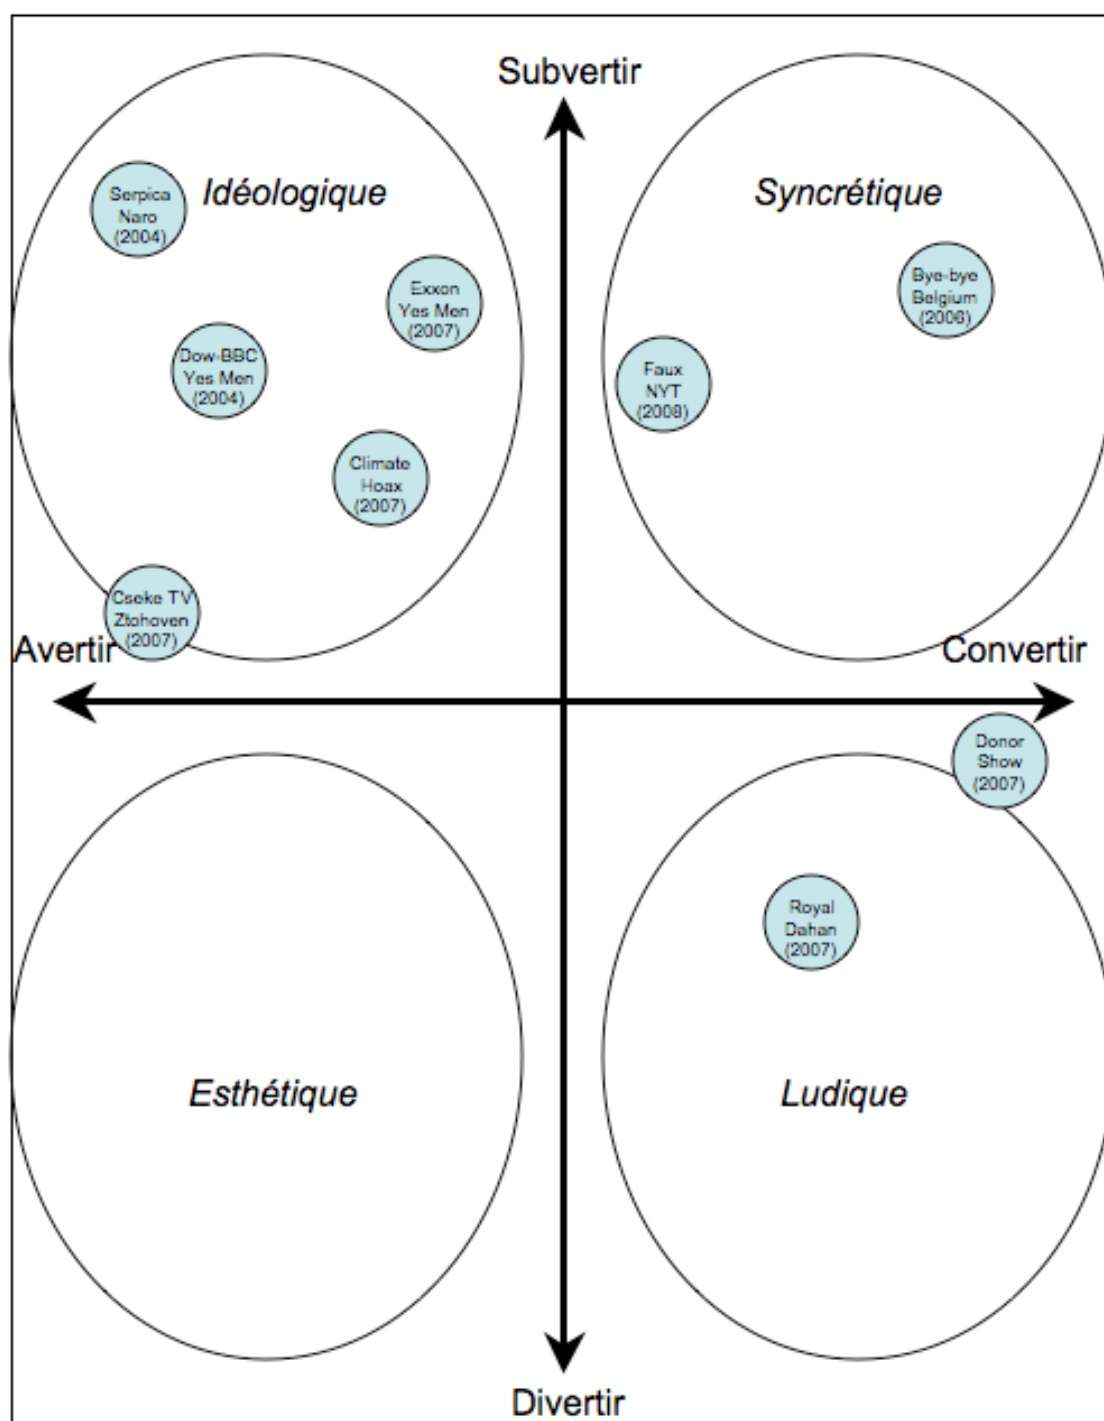 Subvertir
Idéologique
Syncrétique
Serpica
Naro
(2004)
Exxon
Yes Men
(2007)
Bye-bye
Belgium
(2006)
Dow-BBC
Yes Men
(2004)
Faux
NYT
(2008)
Climate
Hoax
(2007)
Cseke TV
Ztohoven
(2007)
Avertir
Convertir
Donor
Show
(2007)
Royal
Dahan
(2007)
Esthétique
Ludique
Divertir